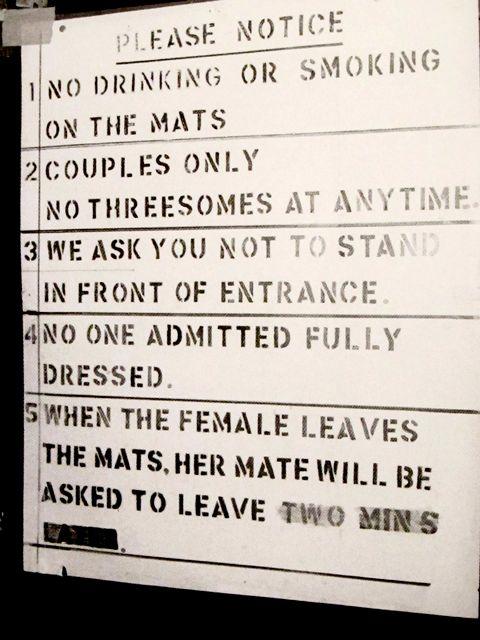 PLEASE NOTICE
1 NO DRINKING OR SMOKING
ON THE MATS
2 COUPLES ONLY
NO THREESOMES AT ANYTIME.
3 WE ASK YOU NOT TO STAND
IN FRONT OF ENTRANCE.
4 NO ONE ADMITTED FULLY
DRESSED.
5 WHEN THE FEMALE LEAVES
THE MATS, HER MATE WILL BE
ASKED TO LEAVE TWO MINS